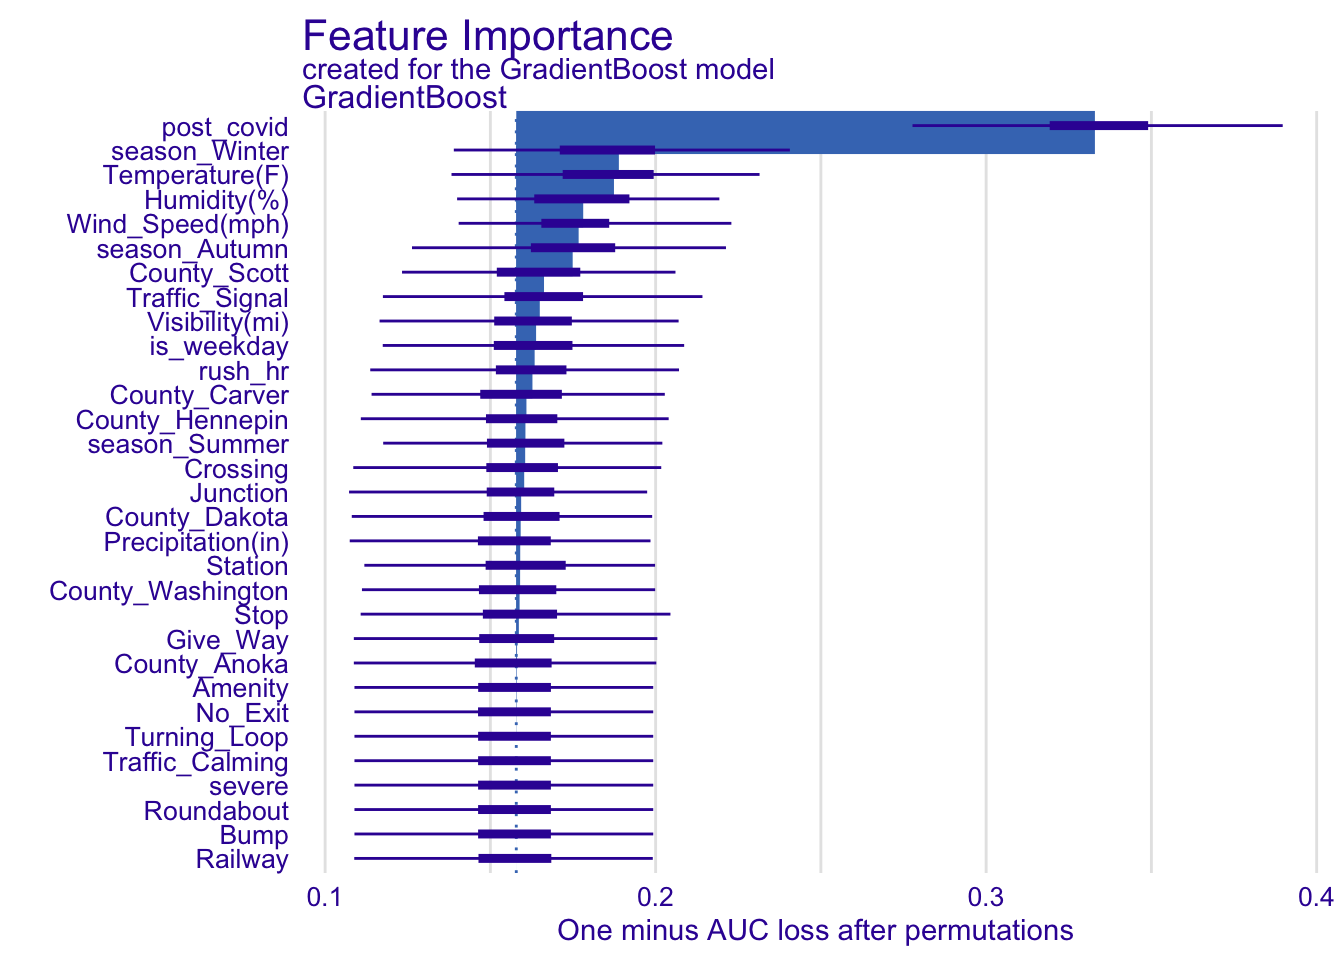 Feature Importance
created for the GradientBoost model
GradientBoost
post_covid
season_Winter
Temperature(F)
Humidity(%)
Wind_Speed(mph)
season_Autumn
County_Scott
Traffic_Signal
Visibility(mi)
is_weekday
rush_hr
County_Carver
County_Hennepin
season_Summer
Crossing
Junction
County_Dakota
Precipitation(in)
Station
County_Washington
Stop
Give_Way
County_Anoka
Amenity
No_Exit
Turning_Loop
Traffic_Calming
severe
Roundabout
Bump
Railway
0.1 0.2 0.3 0.4
One minus AUC loss after permutations